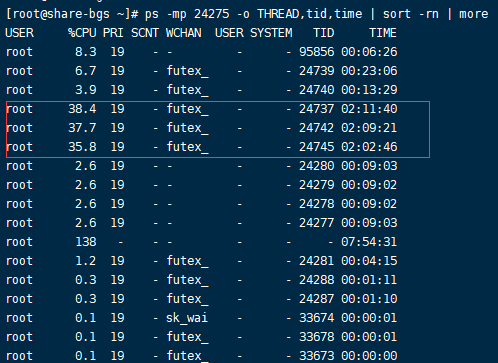 [root@share-bgs ~]# ps -mp 24275 -o THREAD,tid,time | sort -rn | more
USER %CPU PRI SCNT WCHAN USER SYSTEM TID TIME
root 8.3 19 - - - - 95856 00:06:26
root 6.7 19 - futex_ - - 24739 00:23:06
root 3.9 19 - futex_ - - 24740 00:13:29
root 38.4 19 - futex_ - - 24737 02:11:40
root 37.7 19 - futex_ - - 24742 02:09:21
root 35.8 19 - futex_ - - 24745 02:02:46
root 2.6 19 - - - - 24280 00:09:03
root 2.6 19 - - - - 24279 00:09:02
root 2.6 19 - - - - 24278 00:09:02
root 2.6 19 - - - - 24277 00:09:03
root 138 - - - - - - 07:54:31
root 1.2 19 - futex_ - - 24281 00:04:15
root 0.3 19 - futex_ - - 24288 00:01:11
root 0.3 19 - futex_ - - 24287 00:01:10
root 0.1 19 - sk_wai - - 33674 00:00:01
root 0.1 19 - futex_ - - 33678 00:00:01
root 0.1 19 - futex_ - - 33673 00:00:00